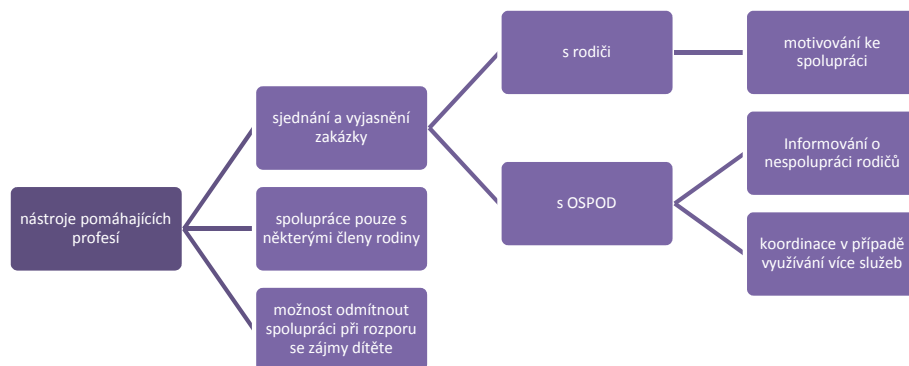 nástroje pomáhajících
profesí
sjednání a vyjasnění
zakázky
spolupráce pouze s
některými členy rodiny
možnost odmítnout
spolupráci při rozporu
se zájmy dítěte
s rodiči
s OSPOD
motivování ke
spolupráci
Informování o
nespolupráci rodičů
koordinace v případě
využívání více služeb